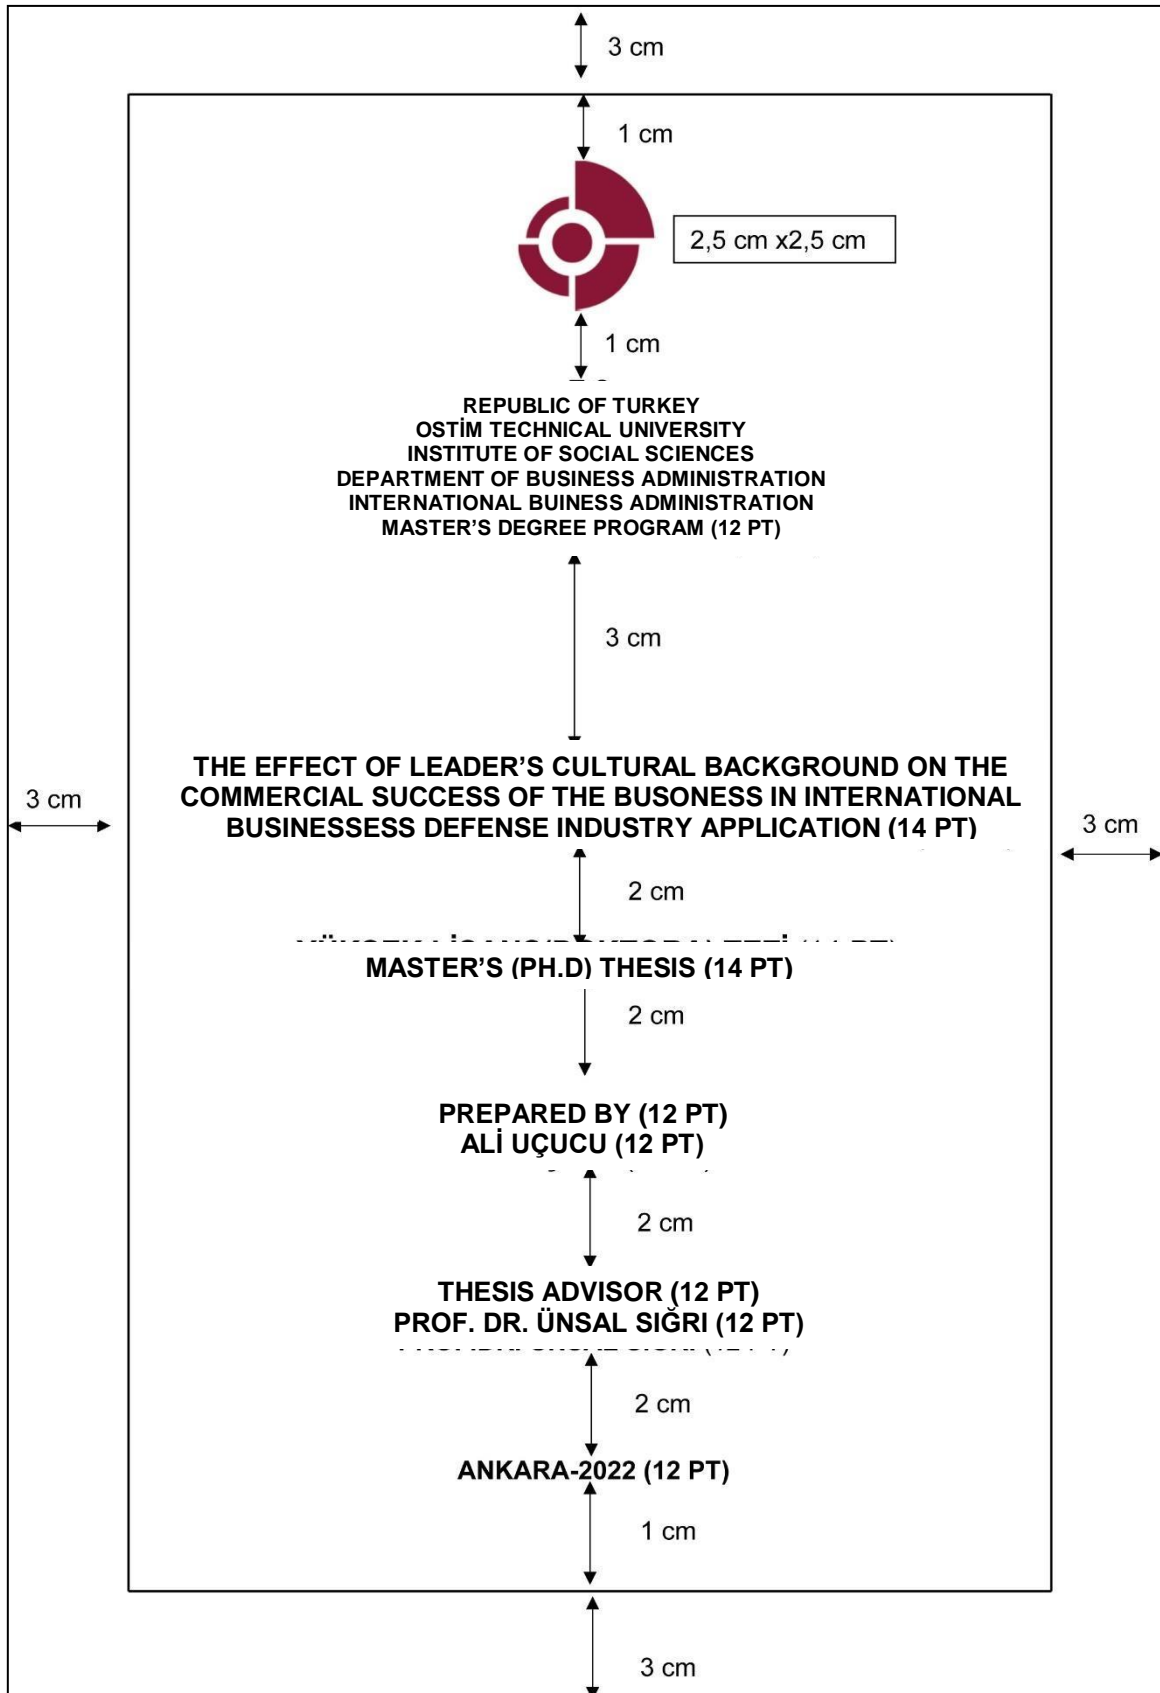 3 cm
1 cm
2,5 cm x2,5 cm
1 cm
REPUBLIC OF TURKEY
OSTİM TECHNICAL UNIVERSITY
INSTITUTE OF SOCIAL SCIENCES
DEPARTMENT OF BUSINESS ADMINISTRATION
INTERNATIONAL BUINESS ADMINISTRATION
MASTER’S DEGREE PROGRAM (12 PT)
3 cm
THE EFFECT OF LEADER’S CULTURAL BACKGROUND ON THE
COMMERCIAL SUCCESS OF THE BUSONESS IN INTERNATIONAL
BUSINESSESS DEFENSE INDUSTRY APPLICATION (14 PT)
3 cm
3 cm
2 cm
MASTER’S (PH.D) THESIS (14 PT)
2 cm
PREPARED BY (12 PT)
ALİ UÇUCU (12 PT)
2 cm
THESIS ADVISOR (12 PT)
PROF. DR. ÜNSAL SIĞRI (12 PT)
2 cm
ANKARA-2022 (12 PT)
1 cm
3 cm